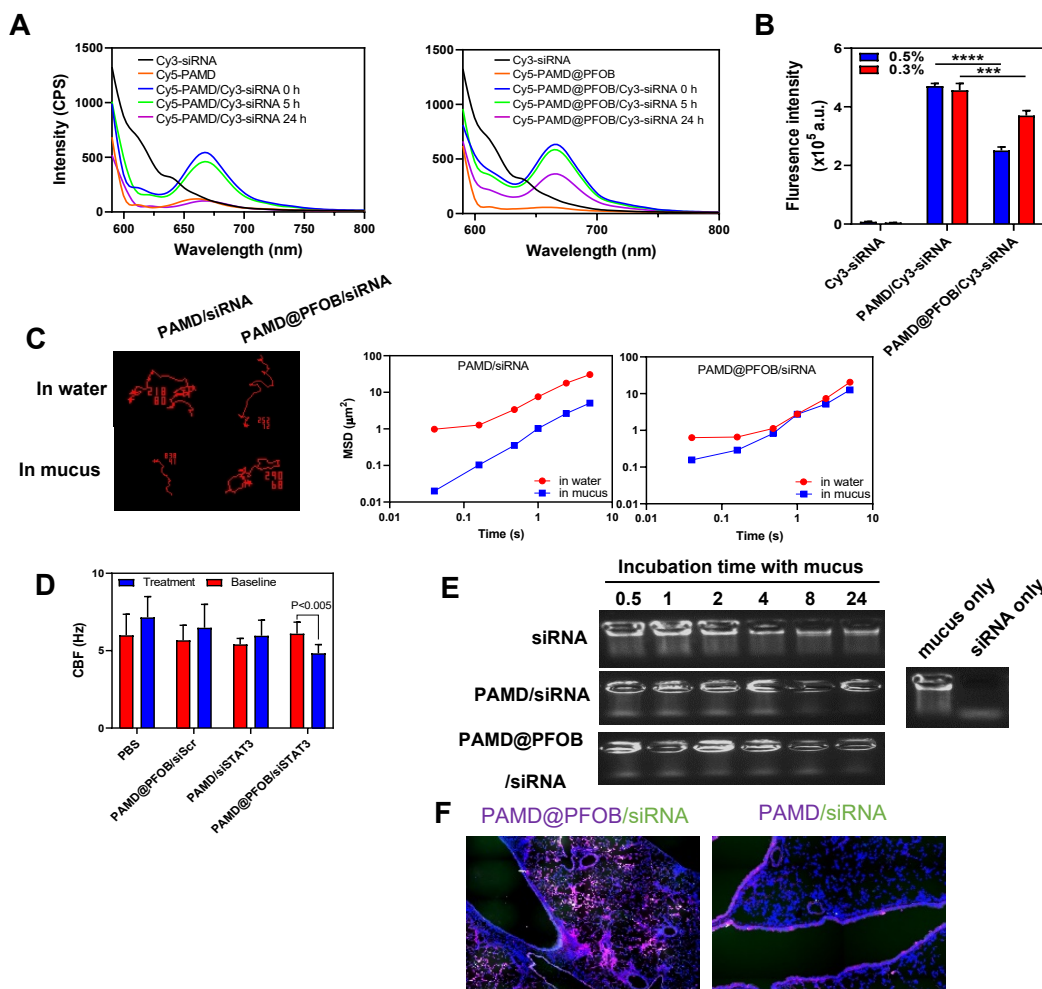 A
1500
1000
500
0
Intensity (CPS)
Cy3-siRNA
Cy5-PAMD
Cy5-PAMD/Cy3-siRNA 0 h
Cy5-PAMD/Cy3-siRNA 5 h
Cy5-PAMD/Cy3-siRNA 24 h
600 700 800
Wavelength (nm)
1500
1000
500
0
Cy3-siRNA
Cy5-PAMD@PFOB
Cy5-PAMD@PFOB/Cy3-siRNA 0 h
Cy5-PAMD@PFOB/Cy3-siRNA 5 h
Cy5-PAMD@PFOB/Cy3-siRNA 24 h
600 700 800
Wavelength (nm)
B
Fluresence intensity
(x10⁵ a.u.)
6
4
2
0
0.5%
0.3%
****
***
Cy3-siRNA
PAMD/Cy3-siRNA
PAMD@PFOB/Cy3-siRNA
C
PAMD/siRNA
PAMD@PFOB/siRNA
In water
In mucus
290
68
MSD (µm²)
100
10
1
0.1
0.01
PAMD/siRNA
in water
in mucus
0.01 0.1 1 10
Time (s)
100
10
1
0.1
0.01
PAMD@PFOB/siRNA
in water
in mucus
0.01 0.1 1 10
Time (s)
D
CBF (Hz)
10
5
0
Treatment
Baseline
P<0.005
PBS
PAMD@PFOB/siScr
PAMD/siSTAT3
PAMD@PFOB/siSTAT3
E
Incubation time with mucus
0.5 1 2 4 8 24
siRNA
PAMD/siRNA
PAMD@PFOB
/siRNA
mucus only
siRNA only
F
PAMD@PFOB/siRNA
PAMD/siRNA